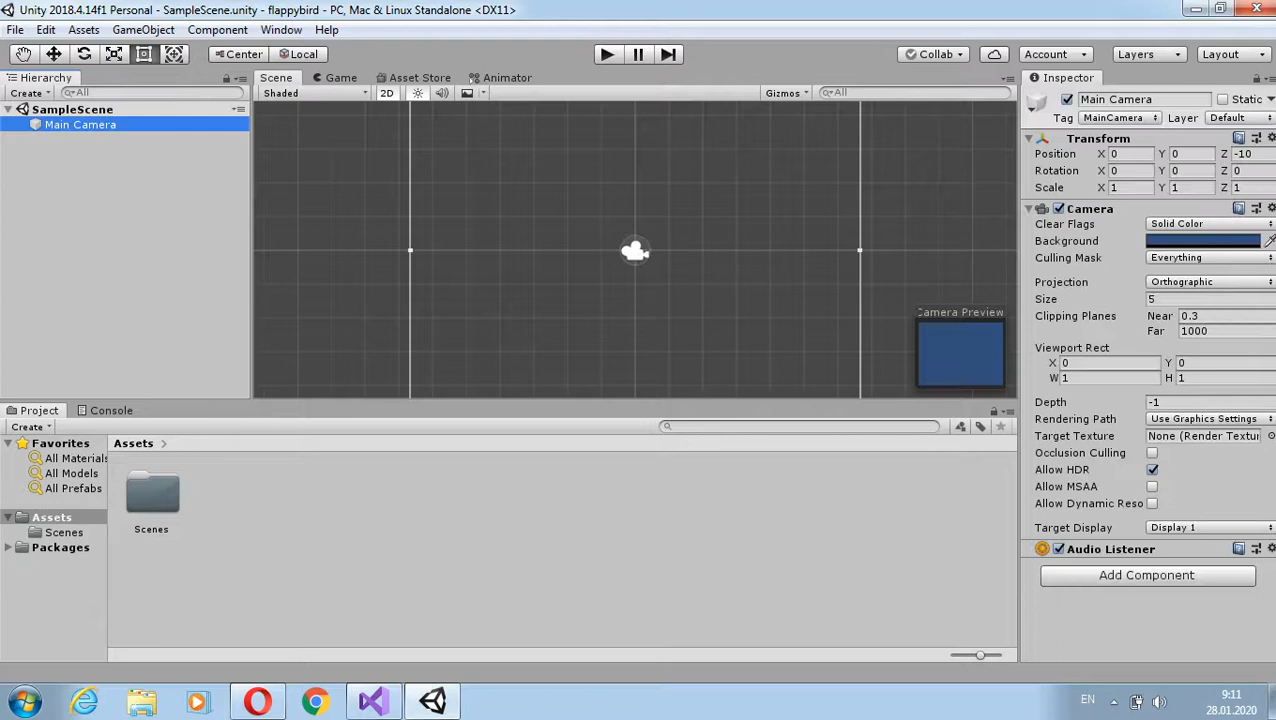 Unity 2018.4.14f1 Personal - SampleScene.unity - flappybird - PC, Mac & Linux Standalone <DX11>
File Edit Assets GameObject Component Window Help
Center Local Collab Account Layers Layout
Hierarchy Scene Game Asset Store Animator Inspector
Create All Shaded 2D Gizmos All Main Camera Static
SampleScene Tag MainCamera Layer Default
Main Camera Transform
Position X 0 Y 0 Z -10
Rotation X 0 Y 0 Z 0
Scale X 1 Y 1 Z 1
Camera
Clear Flags Solid Color
Background
Culling Mask Everything
Projection Orthographic
Size 5
Camera Preview
Clipping Planes Near 0.3
Far 1000
Viewport Rect
X 0 Y 0
W 1 H 1
Depth -1
Rendering Path Use Graphics Settings
Target Texture None (Render Textur
Occlusion Culling
Allow HDR
Allow MSAA
Allow Dynamic Reso
Target Display Display 1
Audio Listener
Add Component
Project Console
Create
Favorites Assets
All Materials
All Models
All Prefabs
Assets
Scenes
Packages
Scenes
EN 9:11
28.01.2020